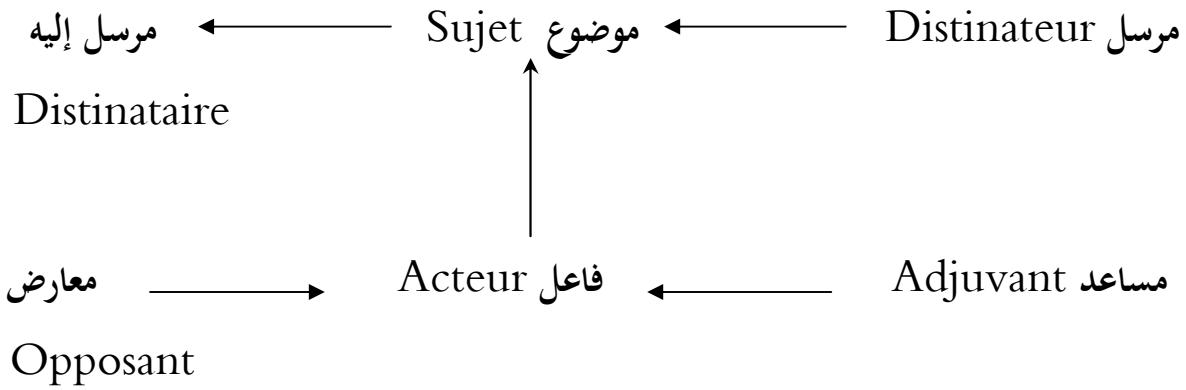 مرسل Distinateur
موضوع Sujet
مرسل إليه
Distinataire
مساعد Adjuvant
فاعل Acteur
معارض
Opposant